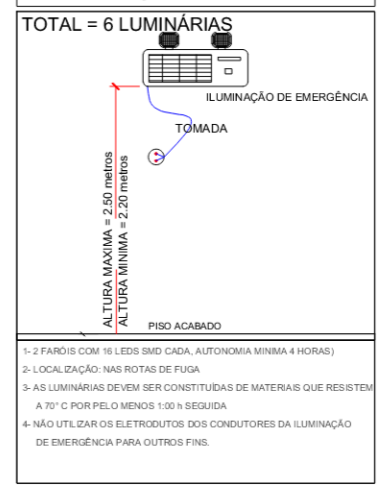 TOTAL = 6 LUMINÁRIAS
ILUMINAÇÃO DE EMERGÊNCIA
TOMADA
ALTURA MAXIMA = 2.50 metros
ALTURA MINIMA = 2.20 metros
PISO ACABADO
1- 2 FARÓIS COM 16 LEDS SMD CADA, AUTONOMIA MINIMA 4 HORAS)
2- LOCALIZAÇÃO: NAS ROTAS DE FUGA
3- AS LUMINÁRIAS DEVEM SER CONSTITUÍDAS DE MATERIAIS QUE RESISTEM
A 70° C POR PELO MENOS 1:00 h SEGUIDA
4- NÃO UTILIZAR OS ELETRODUTOS DOS CONDUTORES DA ILUMINAÇÃO
DE EMERGÊNCIA PARA OUTROS FINS.